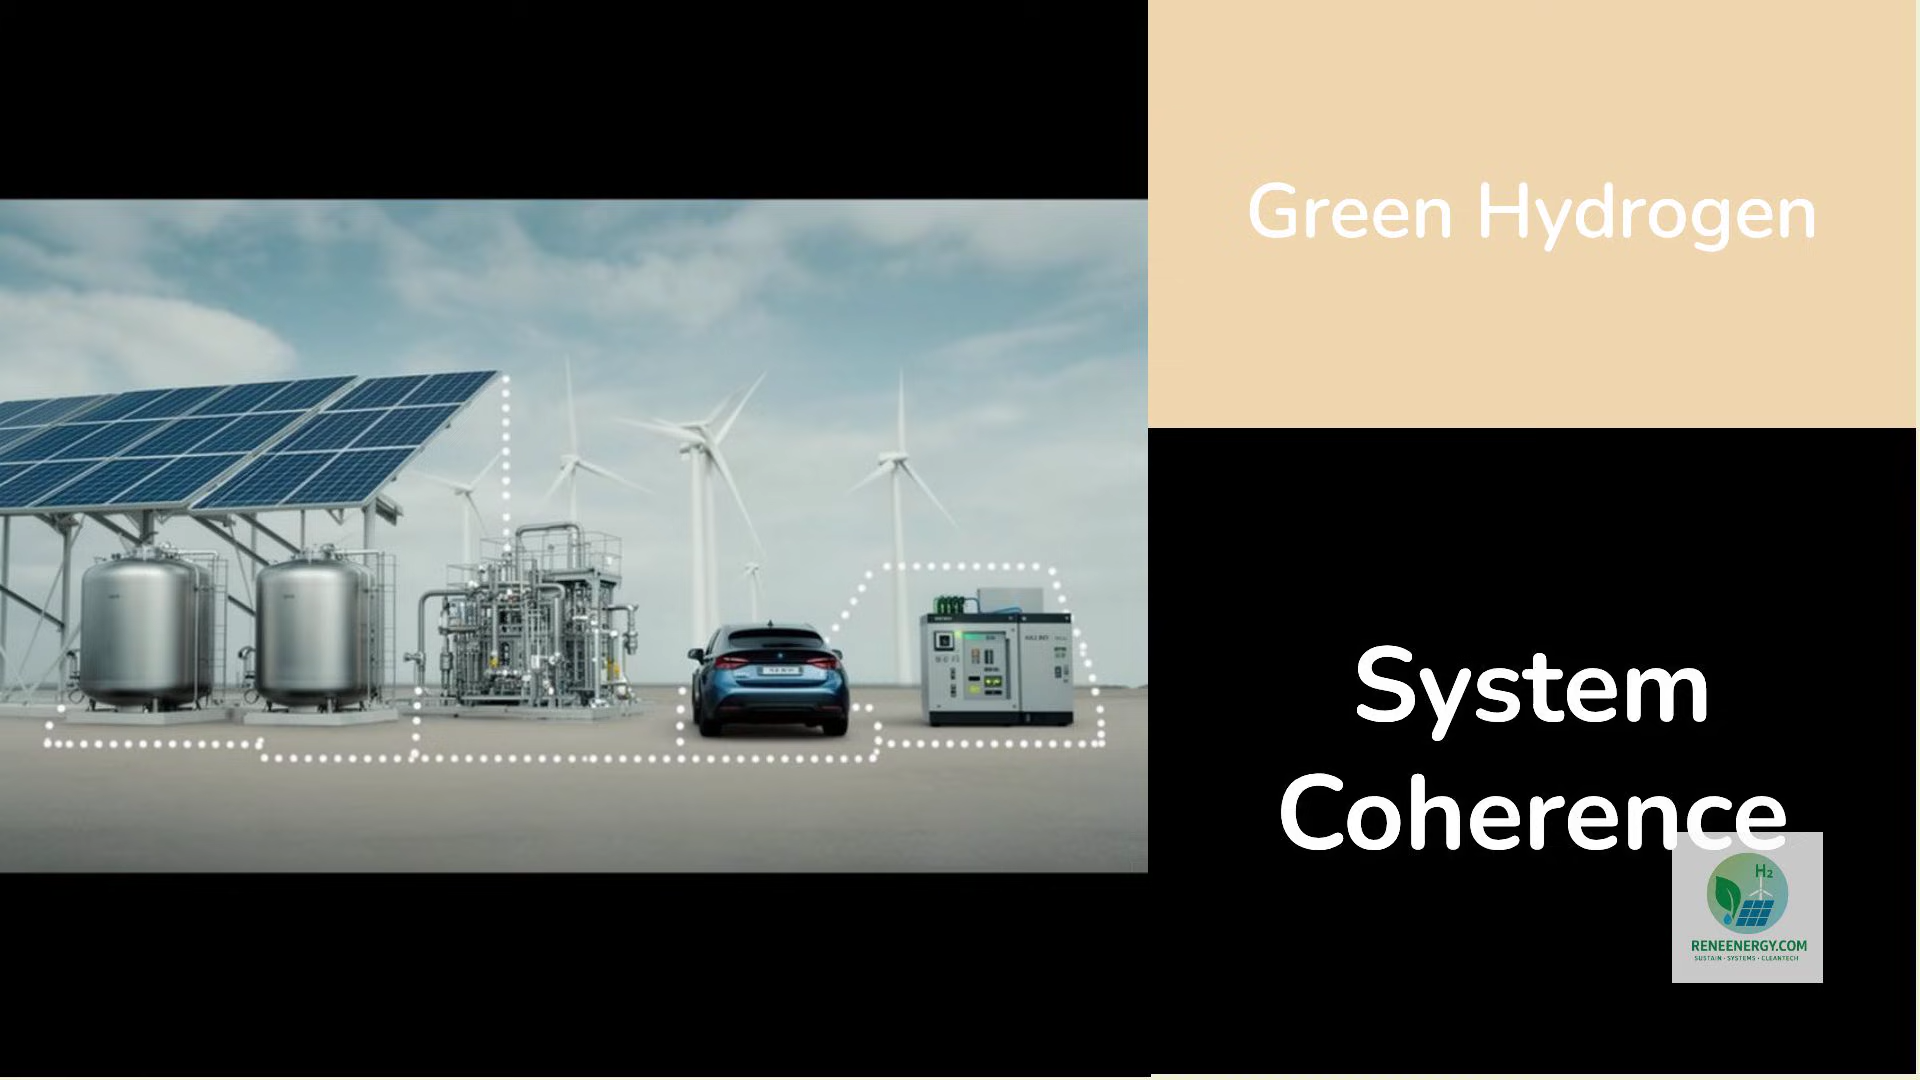 Green Hydrogen
System
Coherence
H₂
RENEENERGY.COM
SUSTAIN · SYSTEMS · CLEANTECH